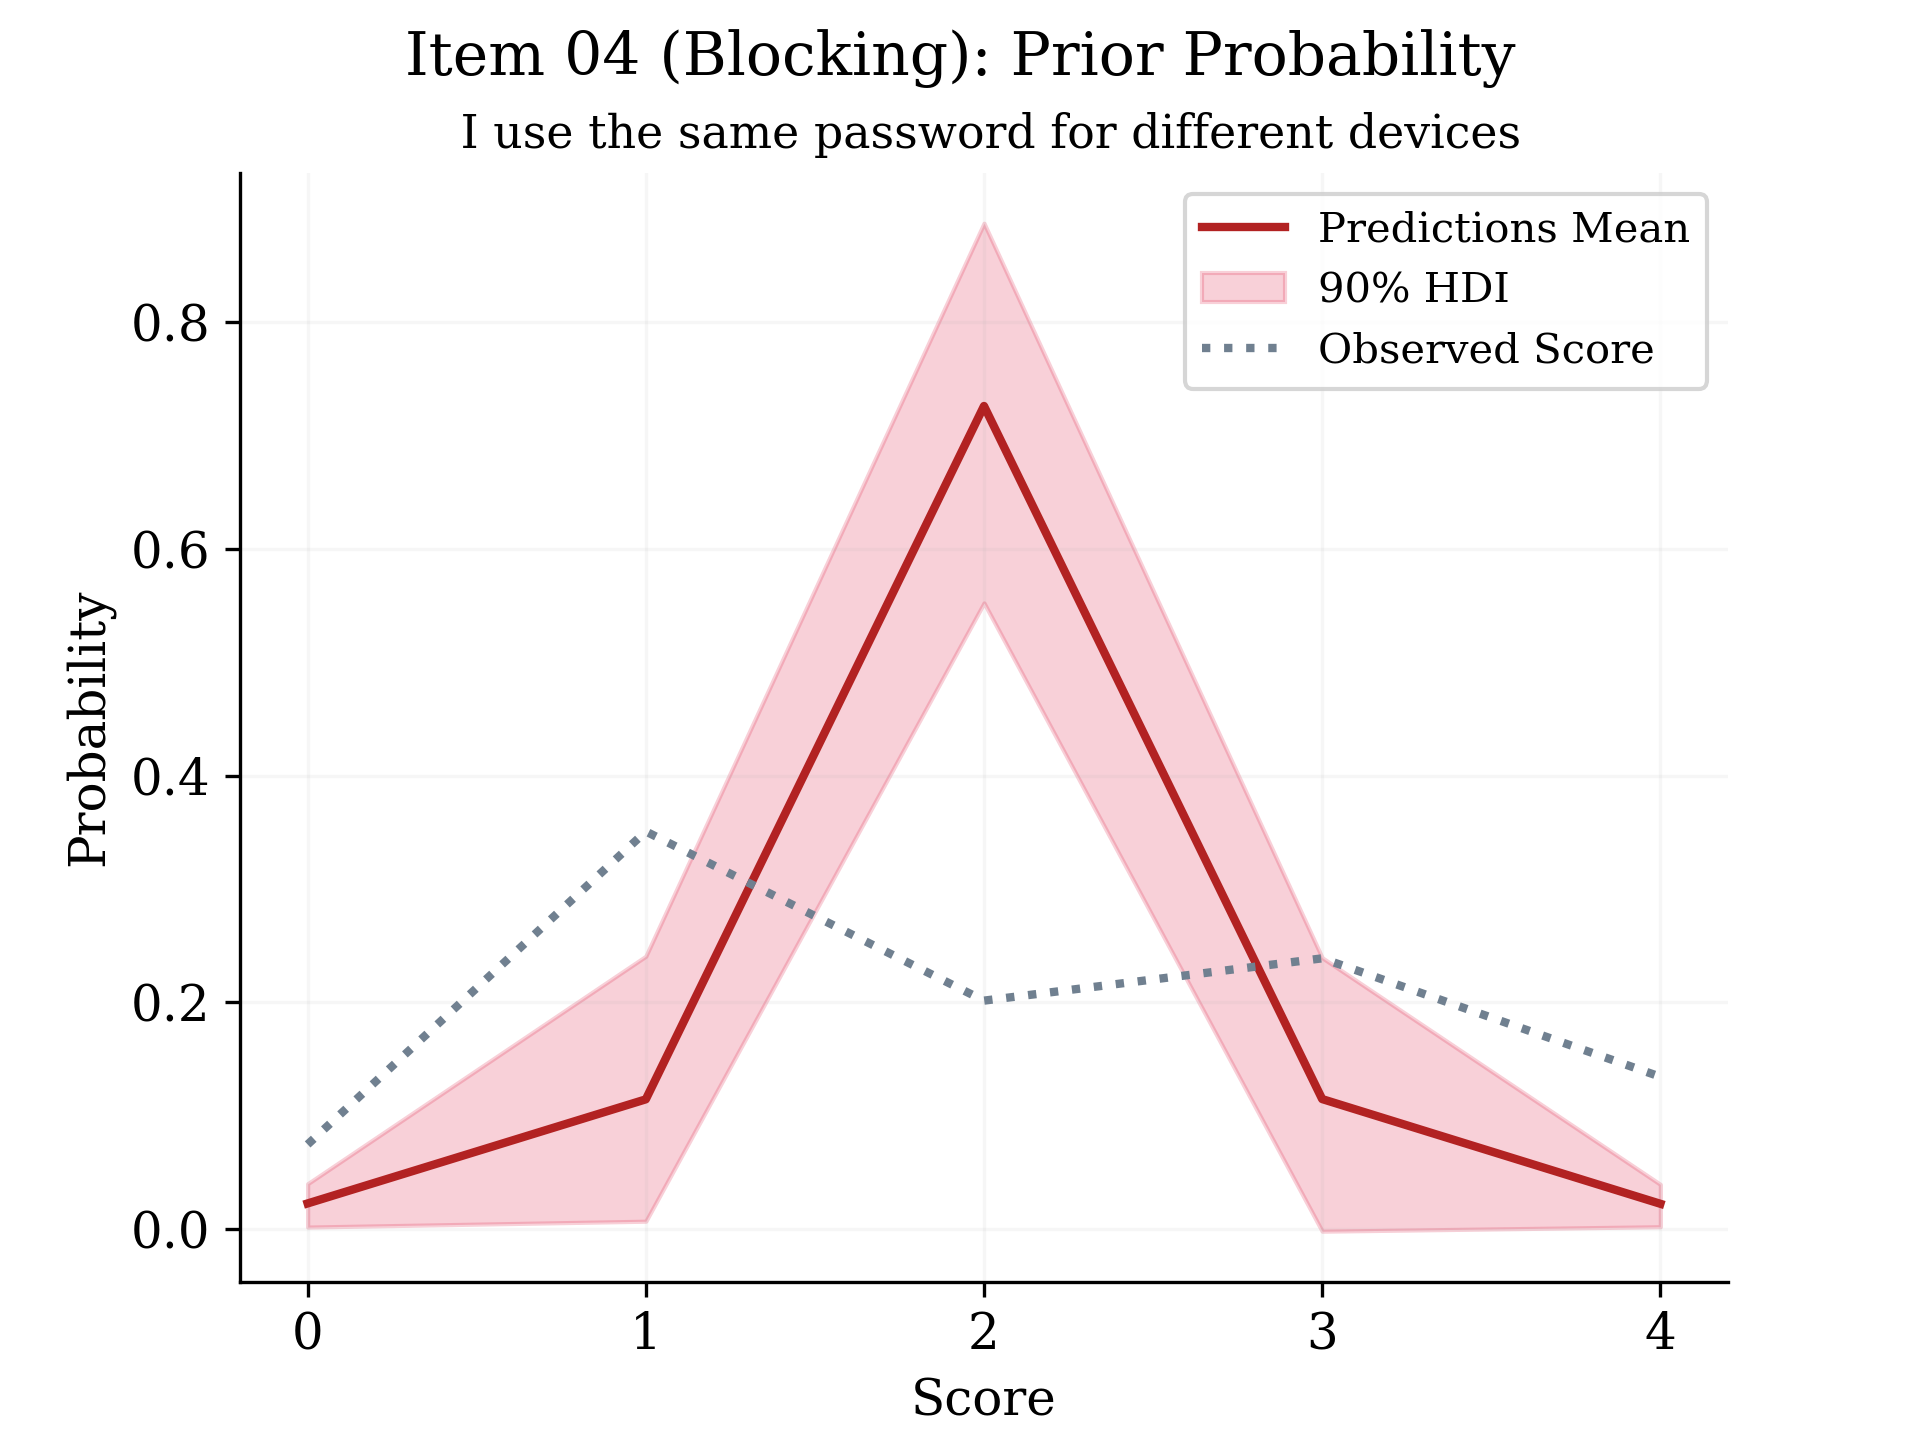 Item 04 (Blocking): Prior Probability
I use the same password for different devices
Predictions Mean
90% HDI
Observed Score
Probability
0.8
0.6
0.4
0.2
0.0
0 1 2 3 4
Score